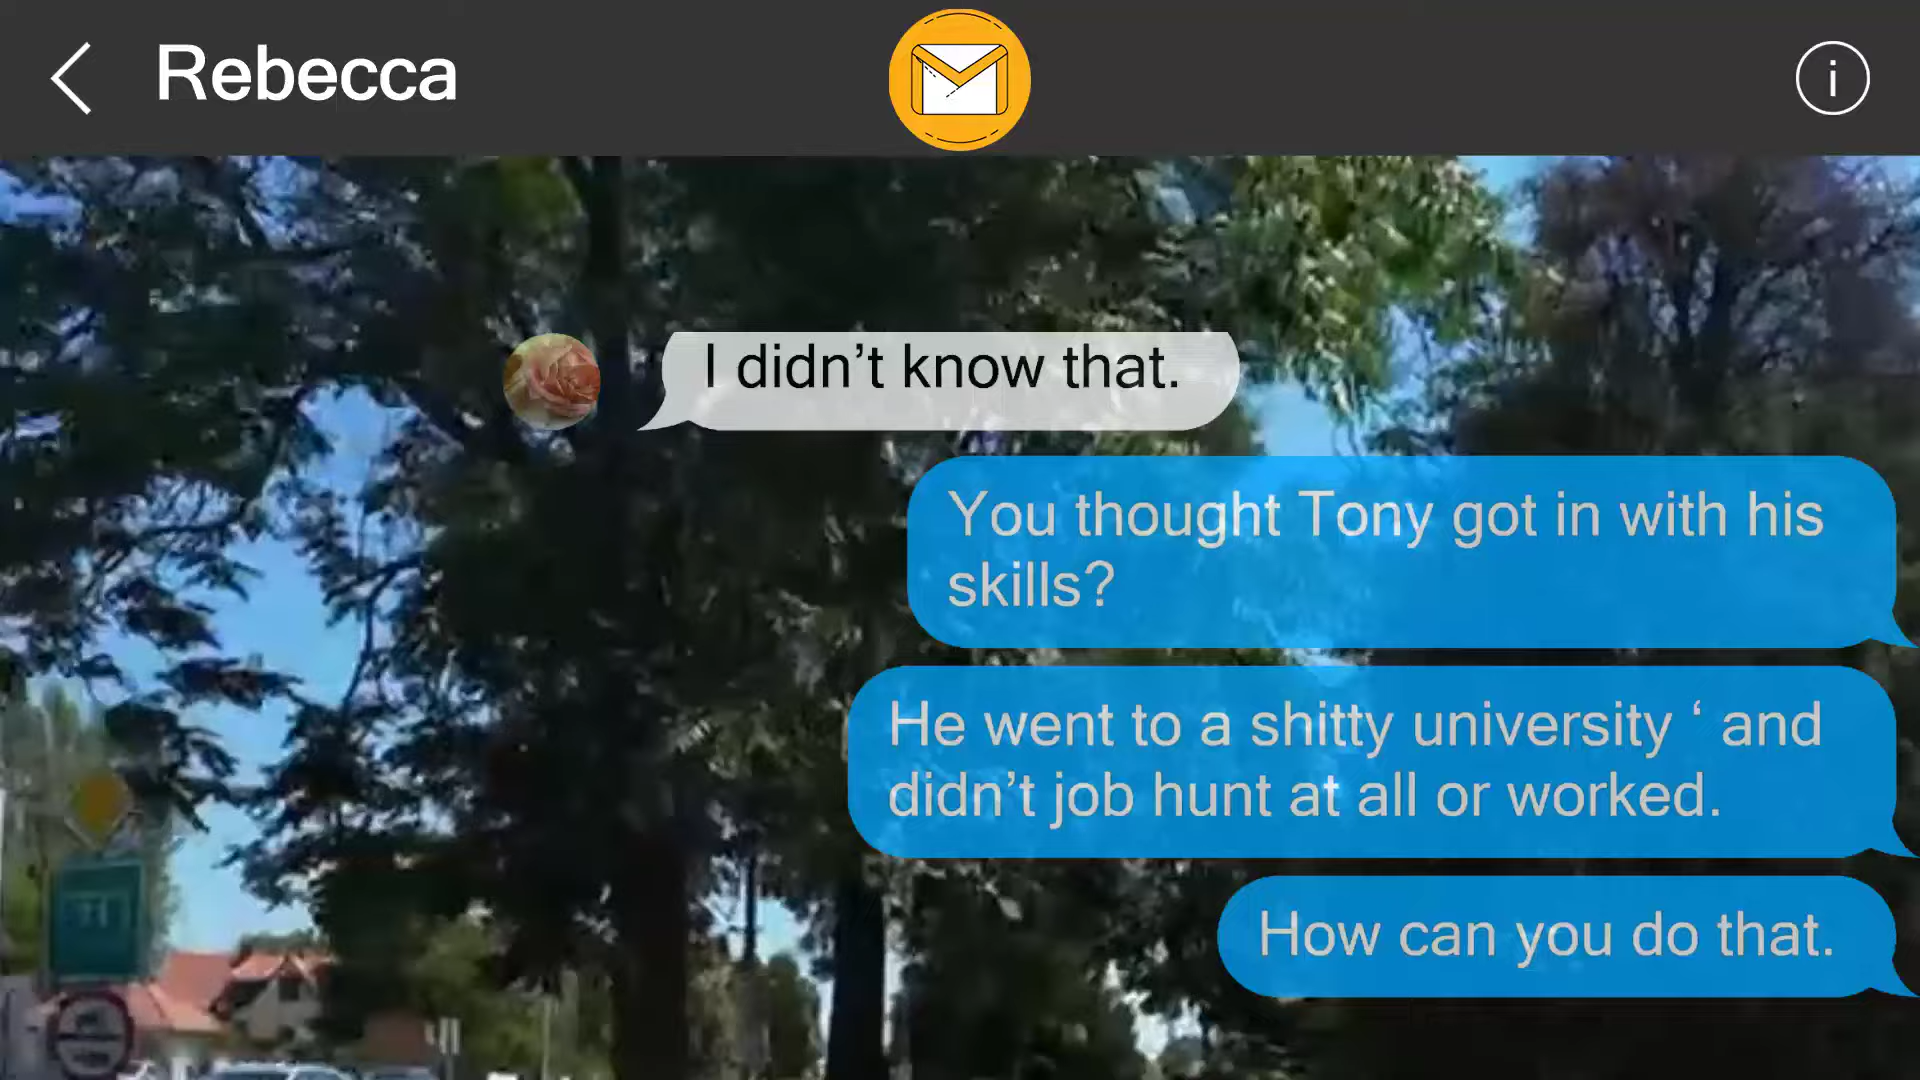 Rebecca
i
I didn’t know that.
You thought Tony got in with his
skills?
He went to a shitty university ‘ and
didn’t job hunt at all or worked.
How can you do that.